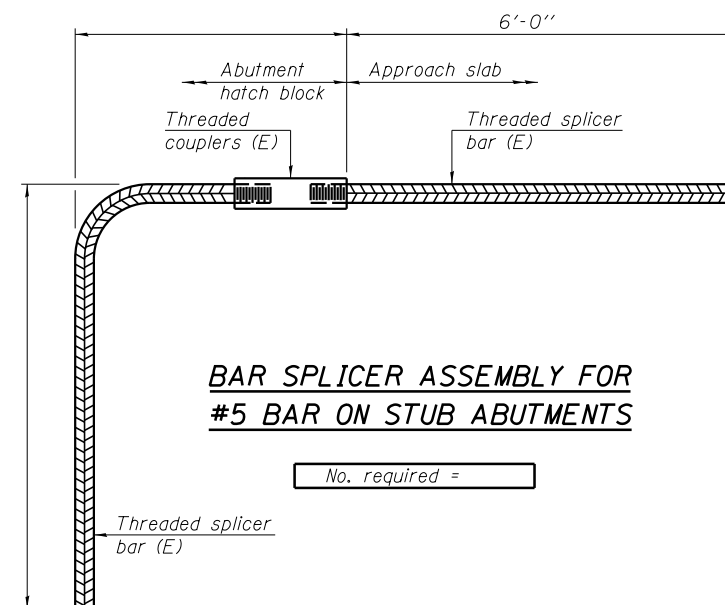 6'-0''
Abutment
hatch block
Approach slab
Threaded
couplers (E)
Threaded splicer
bar (E)
BAR SPLICER ASSEMBLY FOR
#5 BAR ON STUB ABUTMENTS
No. required =
Threaded splicer
bar (E)